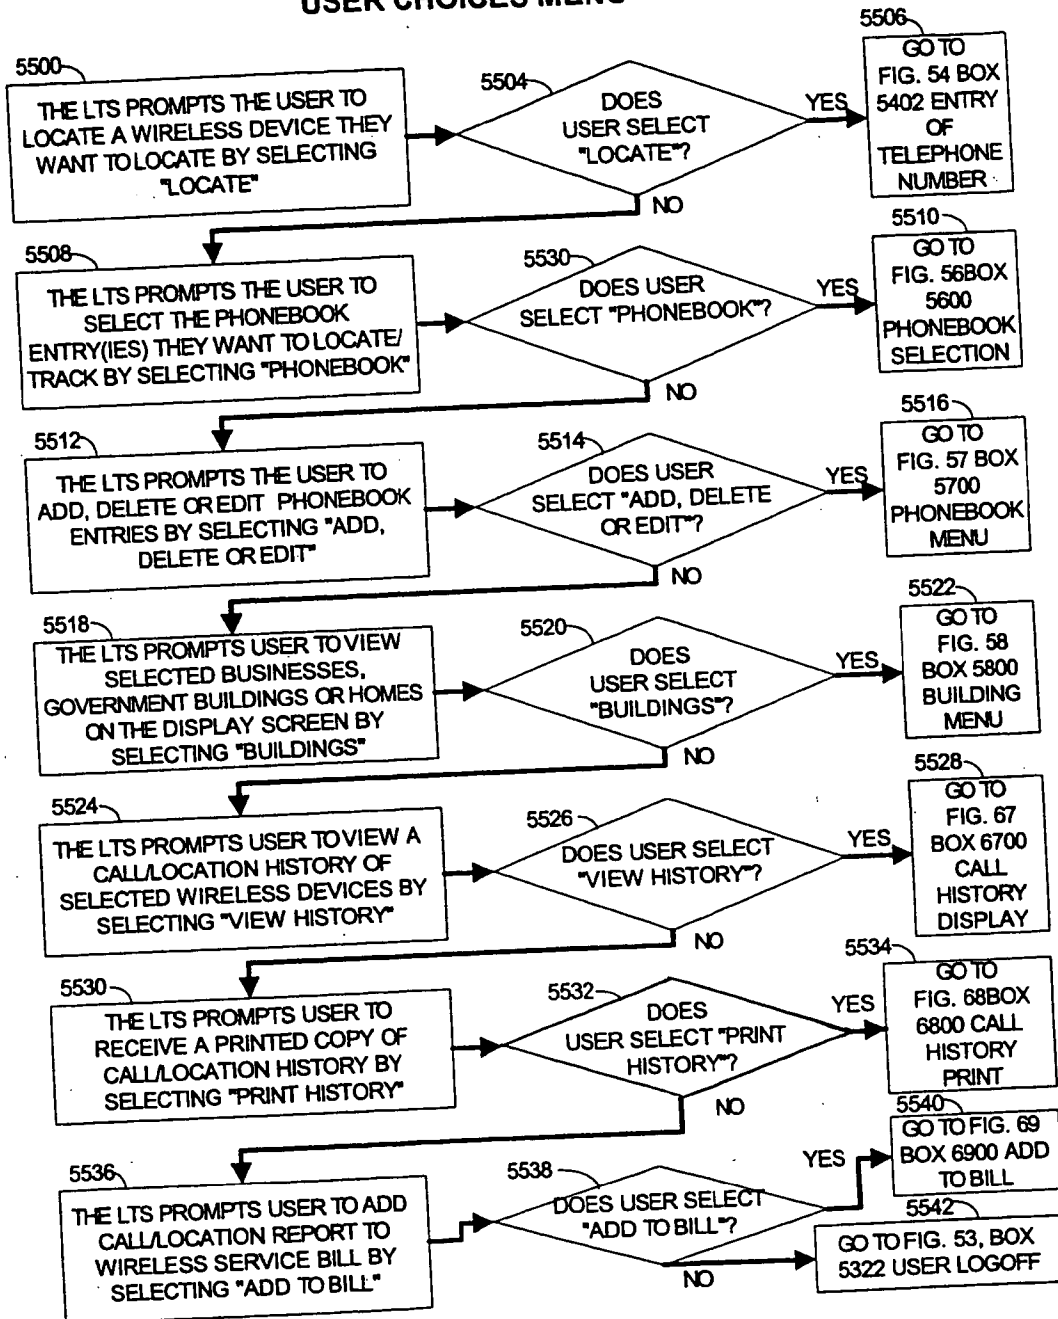 USER CHOICES MENU
5500
THE LTS PROMPTS THE USER TO
LOCATE A WIRELESS DEVICE THEY
WANT TO LOCATE BY SELECTING
"LOCATE"
5504
DOES
USER SELECT
"LOCATE"?
YES
NO
5506
GO TO
FIG. 54 BOX
5402 ENTRY
OF
TELEPHONE
NUMBER
5508
THE LTS PROMPTS THE USER TO
SELECT THE PHONEBOOK
ENTRY(IES) THEY WANT TO LOCATE/
TRACK BY SELECTING "PHONEBOOK"
5530
DOES USER
SELECT "PHONEBOOK"?
YES
NO
5510
GO TO
FIG. 56BOX
5600
PHONEBOOK
SELECTION
5512
THE LTS PROMPTS THE USER TO
ADD, DELETE OR EDIT PHONEBOOK
ENTRIES BY SELECTING "ADD,
DELETE OR EDIT"
5514
DOES USER
SELECT "ADD, DELETE
OR EDIT"?
YES
NO
5516
GO TO
FIG. 57 BOX
5700
PHONEBOOK
MENU
5518
THE LTS PROMPTS USER TO VIEW
SELECTED BUSINESSES,
GOVERNMENT BUILDINGS OR HOMES
ON THE DISPLAY SCREEN BY
SELECTING "BUILDINGS"
5520
DOES
USER SELECT
"BUILDINGS"?
YES
NO
5522
GO TO
FIG. 58
BOX 5800
BUILDING
MENU
5524
THE LTS PROMPTS USER TO VIEW A
CALL/LOCATION HISTORY OF
SELECTED WIRELESS DEVICES BY
SELECTING "VIEW HISTORY"
5526
DOES USER SELECT
"VIEW HISTORY"?
YES
NO
5528
GO TO
FIG. 67
BOX 6700
CALL
HISTORY
DISPLAY
5530
THE LTS PROMPTS USER TO
RECEIVE A PRINTED COPY OF
CALL/LOCATION HISTORY BY
SELECTING "PRINT HISTORY"
5532
DOES
USER SELECT "PRINT
HISTORY"?
YES
NO
5534
GO TO
FIG. 68BOX
6800 CALL
HISTORY
PRINT
5536
THE LTS PROMPTS USER TO ADD
CALL/LOCATION REPORT TO
WIRELESS SERVICE BILL BY
SELECTING "ADD TO BILL"
5538
DOES USER SELECT
"ADD TO BILL"?
YES
NO
5540
GO TO FIG. 69
BOX 6900 ADD
TO BILL
5542
GO TO FIG. 53, BOX
5322 USER LOGOFF